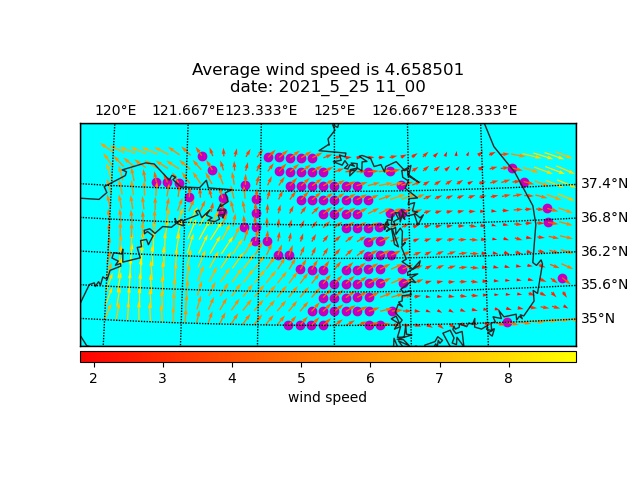 Average wind speed is 4.658501
date: 2021_5_25 11_00
120°E 121.667°E 123.333°E 125°E 126.667°E 128.333°E
37.4°N
36.8°N
36.2°N
35.6°N
35°N
2 3 4 5 6 7 8
wind speed